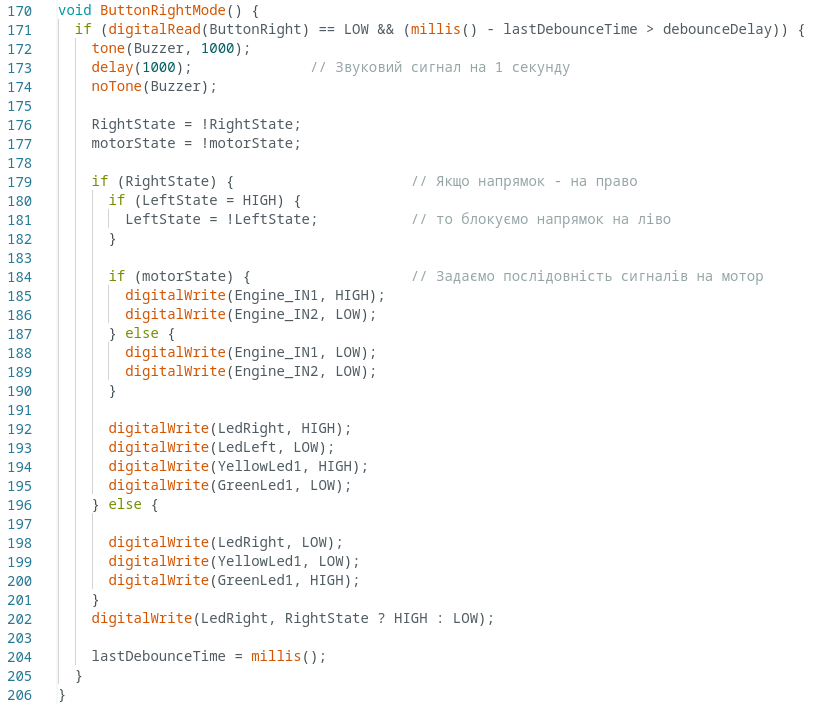 170 void ButtonRightMode() {
171   if (digitalRead(ButtonRight) == LOW && (millis() - lastDebounceTime > debounceDelay)) {
172     tone(Buzzer, 1000);
173     delay(1000);              // Звуковий сигнал на 1 секунду
174     noTone(Buzzer);
175
176     RightState = !RightState;
177     motorState = !motorState;
178
179     if (RightState) {                     // Якщо напрямок - на право
180       if (LeftState = HIGH) {
181         LeftState = !LeftState;           // то блокуємо напрямок на ліво
182       }
183
184       if (motorState) {                   // Задаємо послідовність сигналів на мотор
185         digitalWrite(Engine_IN1, HIGH);
186         digitalWrite(Engine_IN2, LOW);
187       } else {
188         digitalWrite(Engine_IN1, LOW);
189         digitalWrite(Engine_IN2, LOW);
190       }
191
192       digitalWrite(LedRight, HIGH);
193       digitalWrite(LedLeft, LOW);
194       digitalWrite(YellowLed1, HIGH);
195       digitalWrite(GreenLed1, LOW);
196     } else {
197
198       digitalWrite(LedRight, LOW);
199       digitalWrite(YellowLed1, LOW);
200       digitalWrite(GreenLed1, HIGH);
201     }
202     digitalWrite(LedRight, RightState ? HIGH : LOW);
203
204     lastDebounceTime = millis();
205   }
206 }